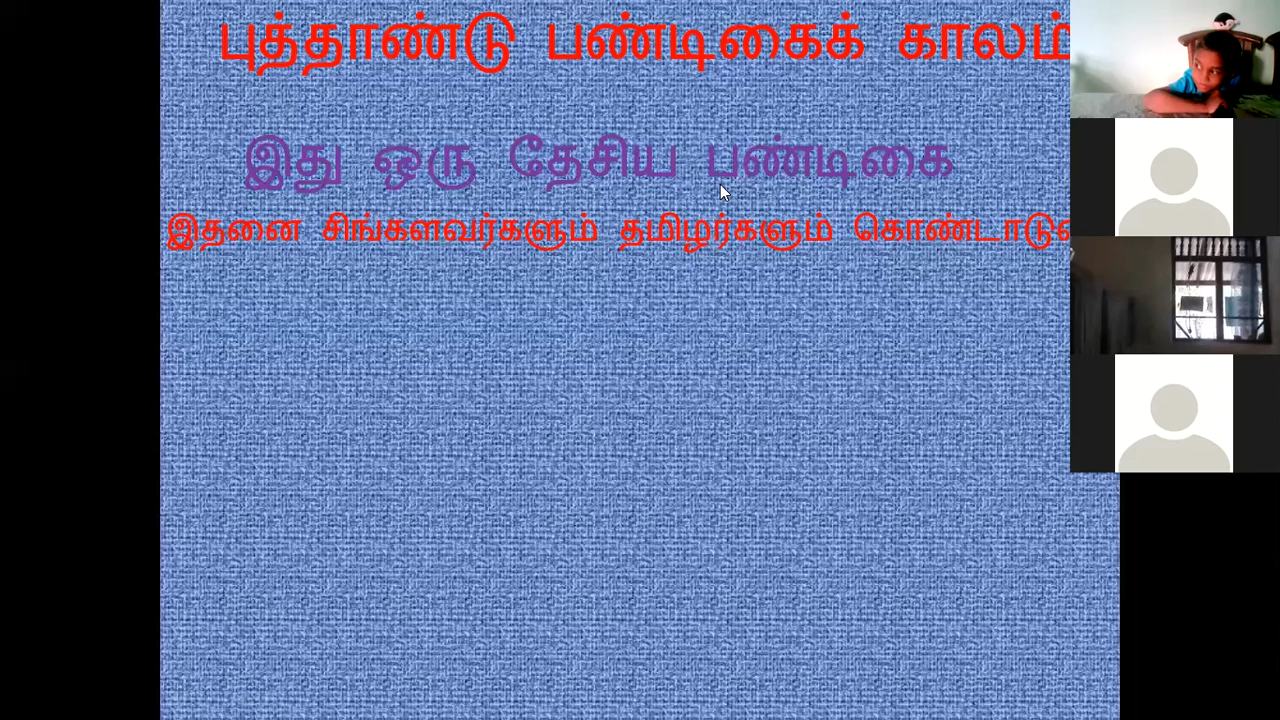 புத்தாண்டு பண்டிகைக் காலம்
இது ஒரு தேசிய பண்டிகை
இதனை சிங்களவர்களும் தமிழர்களும்